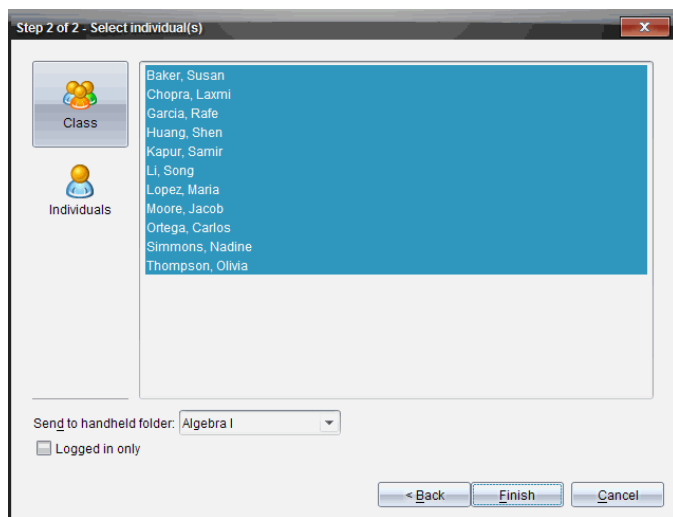 Step 2 of 2 - Select individual(s)
Class
Individuals
Baker, Susan
Chopra, Laxmi
Garcia, Rafe
Huang, Shen
Kapur, Samir
Li, Song
Lopez, Maria
Moore, Jacob
Ortega, Carlos
Simmons, Nadine
Thompson, Olivia
Send to handheld folder: Algebra I
Logged in only
< Back Finish Cancel